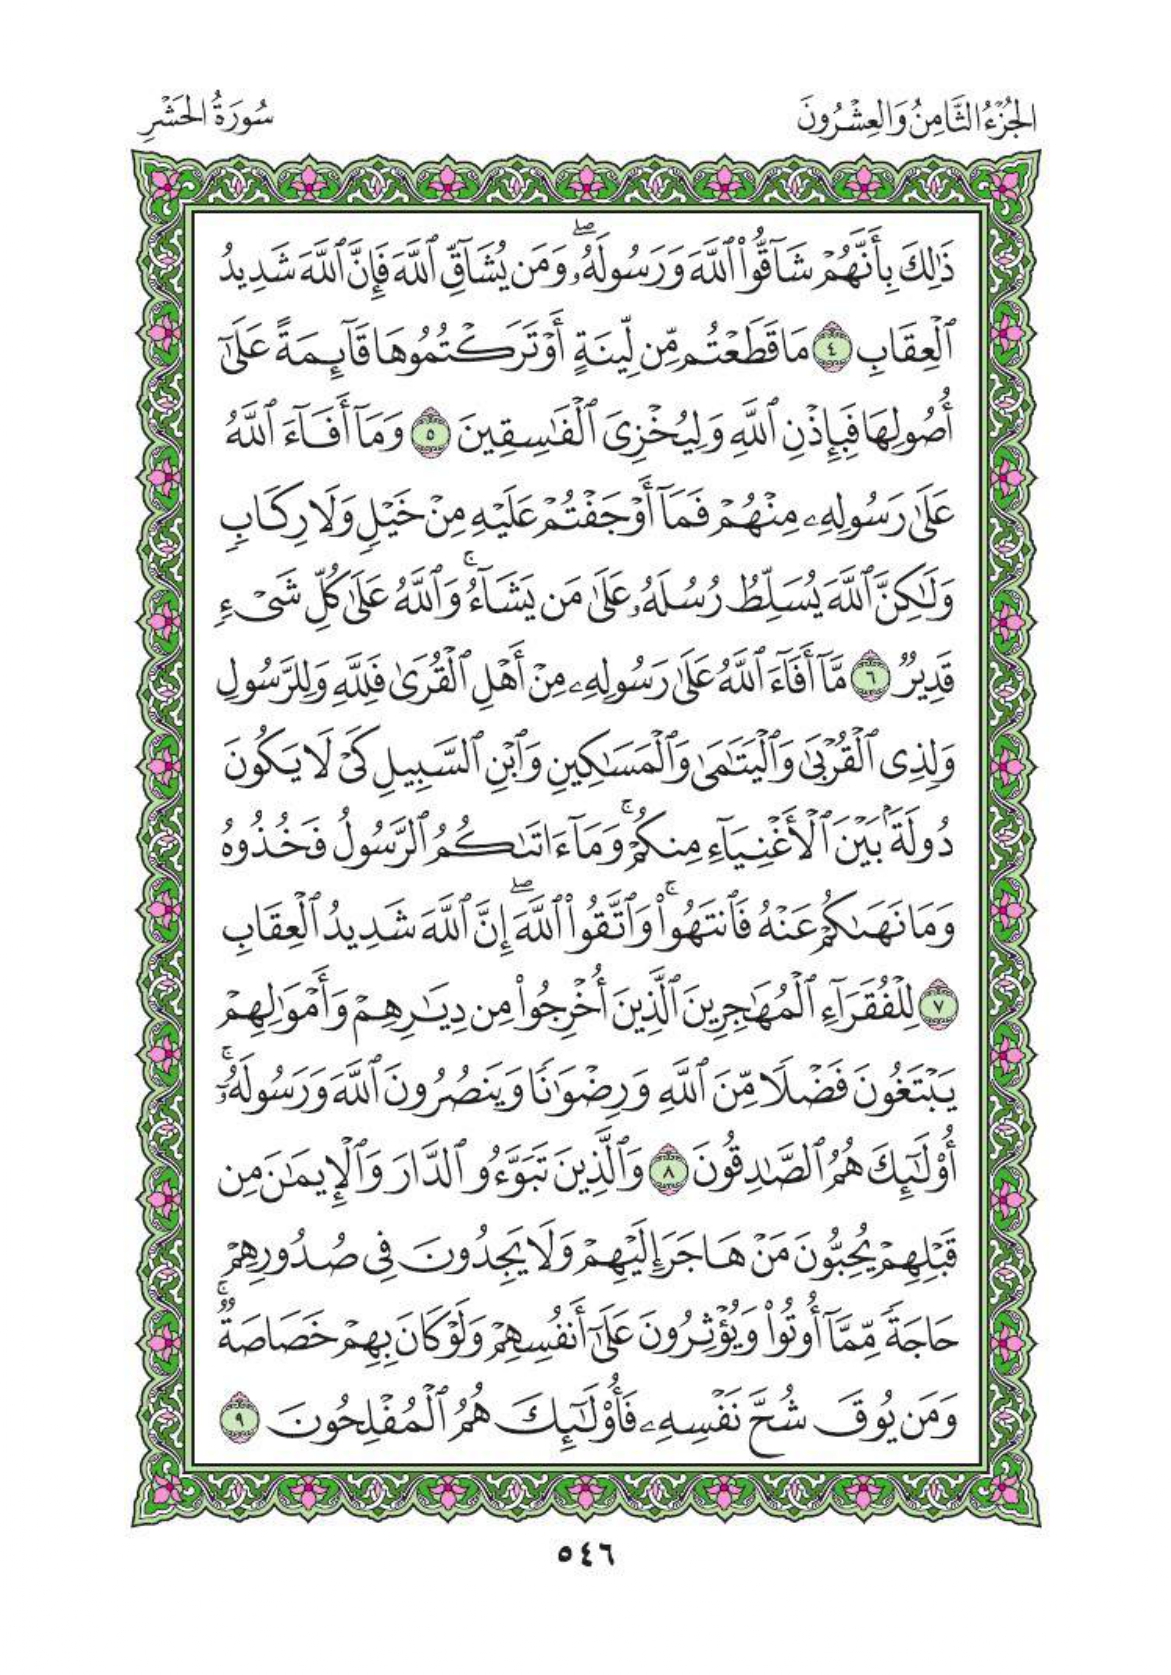 الجُزْءُ الثَّامِنُ وَالعِشْرُونَ
سُورَةُ الحَشْرِ
ذَٰلِكَ بِأَنَّهُمْ شَآقُّوا۟ ٱللَّهَ وَرَسُولَهُۥۖ وَمَن يُشَآقِّ ٱللَّهَ فَإِنَّ ٱللَّهَ شَدِيدُ
ٱلْعِقَابِ ٤ مَا قَطَعْتُم مِّن لِّينَةٍ أَوْ تَرَكْتُمُوهَا قَآئِمَةً عَلَىٰٓ
أُصُولِهَا فَبِإِذْنِ ٱللَّهِ وَلِيُخْزِىَ ٱلْفَٰسِقِينَ ٥ وَمَآ أَفَآءَ ٱللَّهُ
عَلَىٰ رَسُولِهِۦ مِنْهُمْ فَمَآ أَوْجَفْتُمْ عَلَيْهِ مِنْ خَيْلٍ وَلَا رِكَابٍ
وَلَٰكِنَّ ٱللَّهَ يُسَلِّطُ رُسُلَهُۥ عَلَىٰ مَن يَشَآءُۚ وَٱللَّهُ عَلَىٰ كُلِّ شَىْءٍ
قَدِيرٌ ٦ مَّآ أَفَآءَ ٱللَّهُ عَلَىٰ رَسُولِهِۦ مِنْ أَهْلِ ٱلْقُرَىٰ فَلِلَّهِ وَلِلرَّسُولِ
وَلِذِى ٱلْقُرْبَىٰ وَٱلْيَتَٰمَىٰ وَٱلْمَسَٰكِينِ وَٱبْنِ ٱلسَّبِيلِ كَىْ لَا يَكُونَ
دُولَةًۢ بَيْنَ ٱلْأَغْنِيَآءِ مِنكُمْۚ وَمَآ ءَاتَىٰكُمُ ٱلرَّسُولُ فَخُذُوهُ
وَمَا نَهَىٰكُمْ عَنْهُ فَٱنتَهُوا۟ۚ وَٱتَّقُوا۟ ٱللَّهَۖ إِنَّ ٱللَّهَ شَدِيدُ ٱلْعِقَابِ
٧ لِلْفُقَرَآءِ ٱلْمُهَٰجِرِينَ ٱلَّذِينَ أُخْرِجُوا۟ مِن دِيَٰرِهِمْ وَأَمْوَٰلِهِمْ
يَبْتَغُونَ فَضْلًا مِّنَ ٱللَّهِ وَرِضْوَٰنًا وَيَنصُرُونَ ٱللَّهَ وَرَسُولَهُۥٓۚ
أُو۟لَٰٓئِكَ هُمُ ٱلصَّٰدِقُونَ ٨ وَٱلَّذِينَ تَبَوَّءُو ٱلدَّارَ وَٱلْإِيمَٰنَ مِن
قَبْلِهِمْ يُحِبُّونَ مَنْ هَاجَرَ إِلَيْهِمْ وَلَا يَجِدُونَ فِى صُدُورِهِمْ
حَاجَةً مِّمَّآ أُوتُوا۟ وَيُؤْثِرُونَ عَلَىٰٓ أَنفُسِهِمْ وَلَوْ كَانَ بِهِمْ خَصَاصَةٌۚ
وَمَن يُوقَ شُحَّ نَفْسِهِۦ فَأُو۟لَٰٓئِكَ هُمُ ٱلْمُفْلِحُونَ ٩
٥٤٦